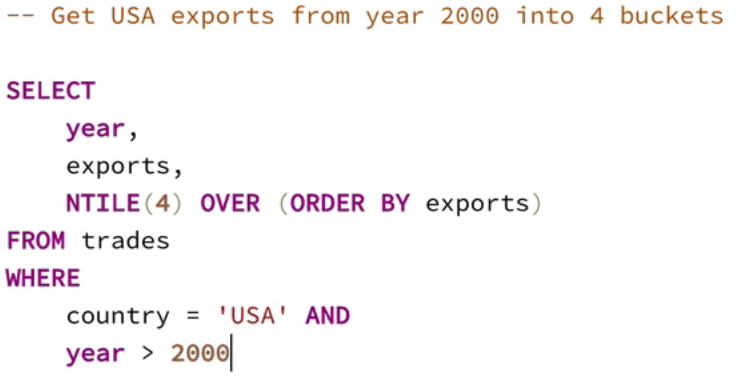 -- Get USA exports from year 2000 into 4 buckets
SELECT
year,
exports,
NTILE(4) OVER (ORDER BY exports)
FROM trades
WHERE
country = 'USA' AND
year > 2000